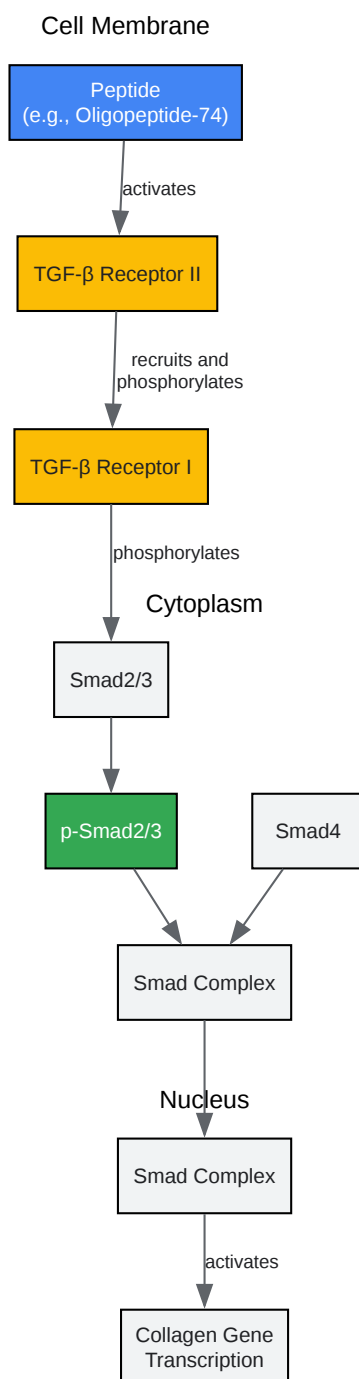 Cell Membrane
Peptide
(e.g., Oligopeptide-74)
activates
TGF-β Receptor II
recruits and
phosphorylates
TGF-β Receptor I
phosphorylates
Cytoplasm
Smad2/3
p-Smad2/3
Smad4
Smad Complex
Nucleus
Smad Complex
activates
Collagen Gene
Transcription